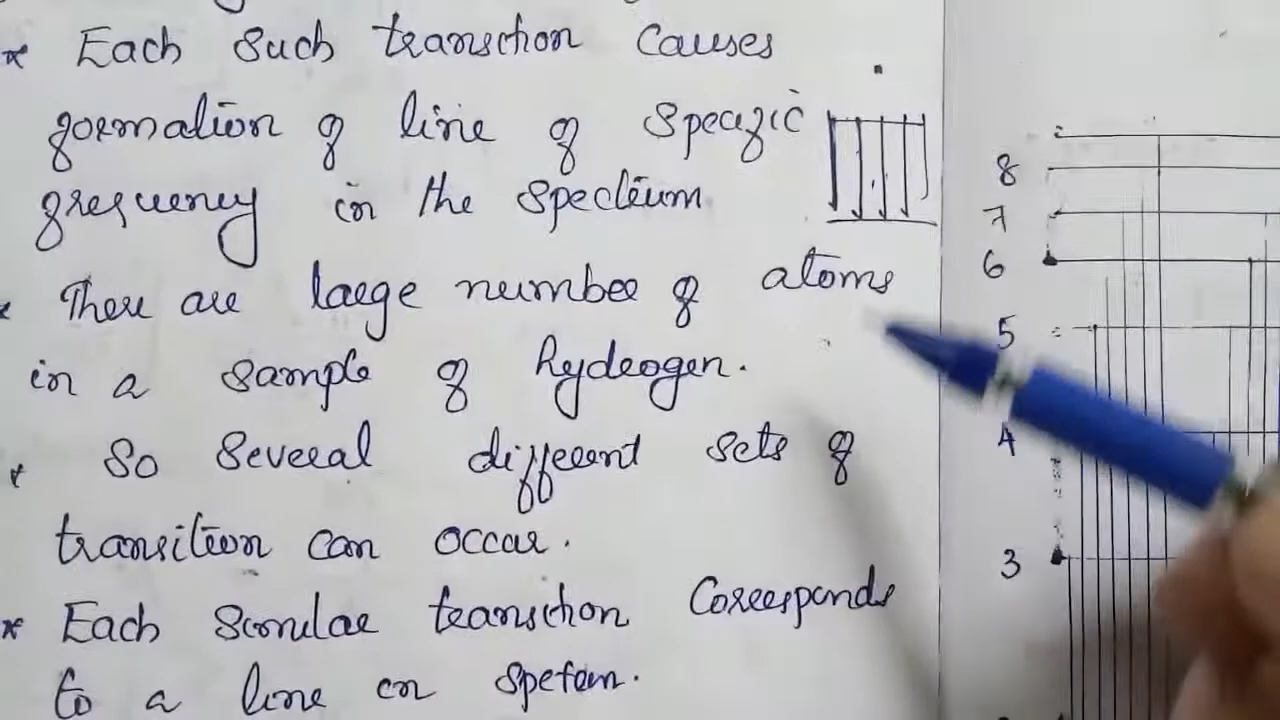 * Each such transition causes
formation of line of specific
frequency in the spectrum
* There are large number of atoms
in a sample of hydrogen.
* So several different sets of
transition can occur.
* Each similar transition corresponds
to a line in spetam.
8
7
6
5
4
3